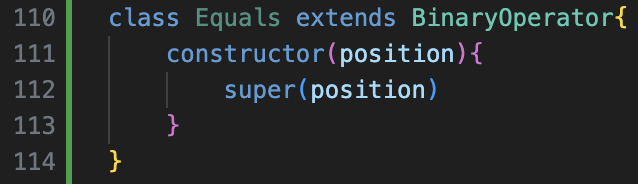 110 class Equals extends BinaryOperator{
111 constructor(position){
112 super(position)
113 }
114 }